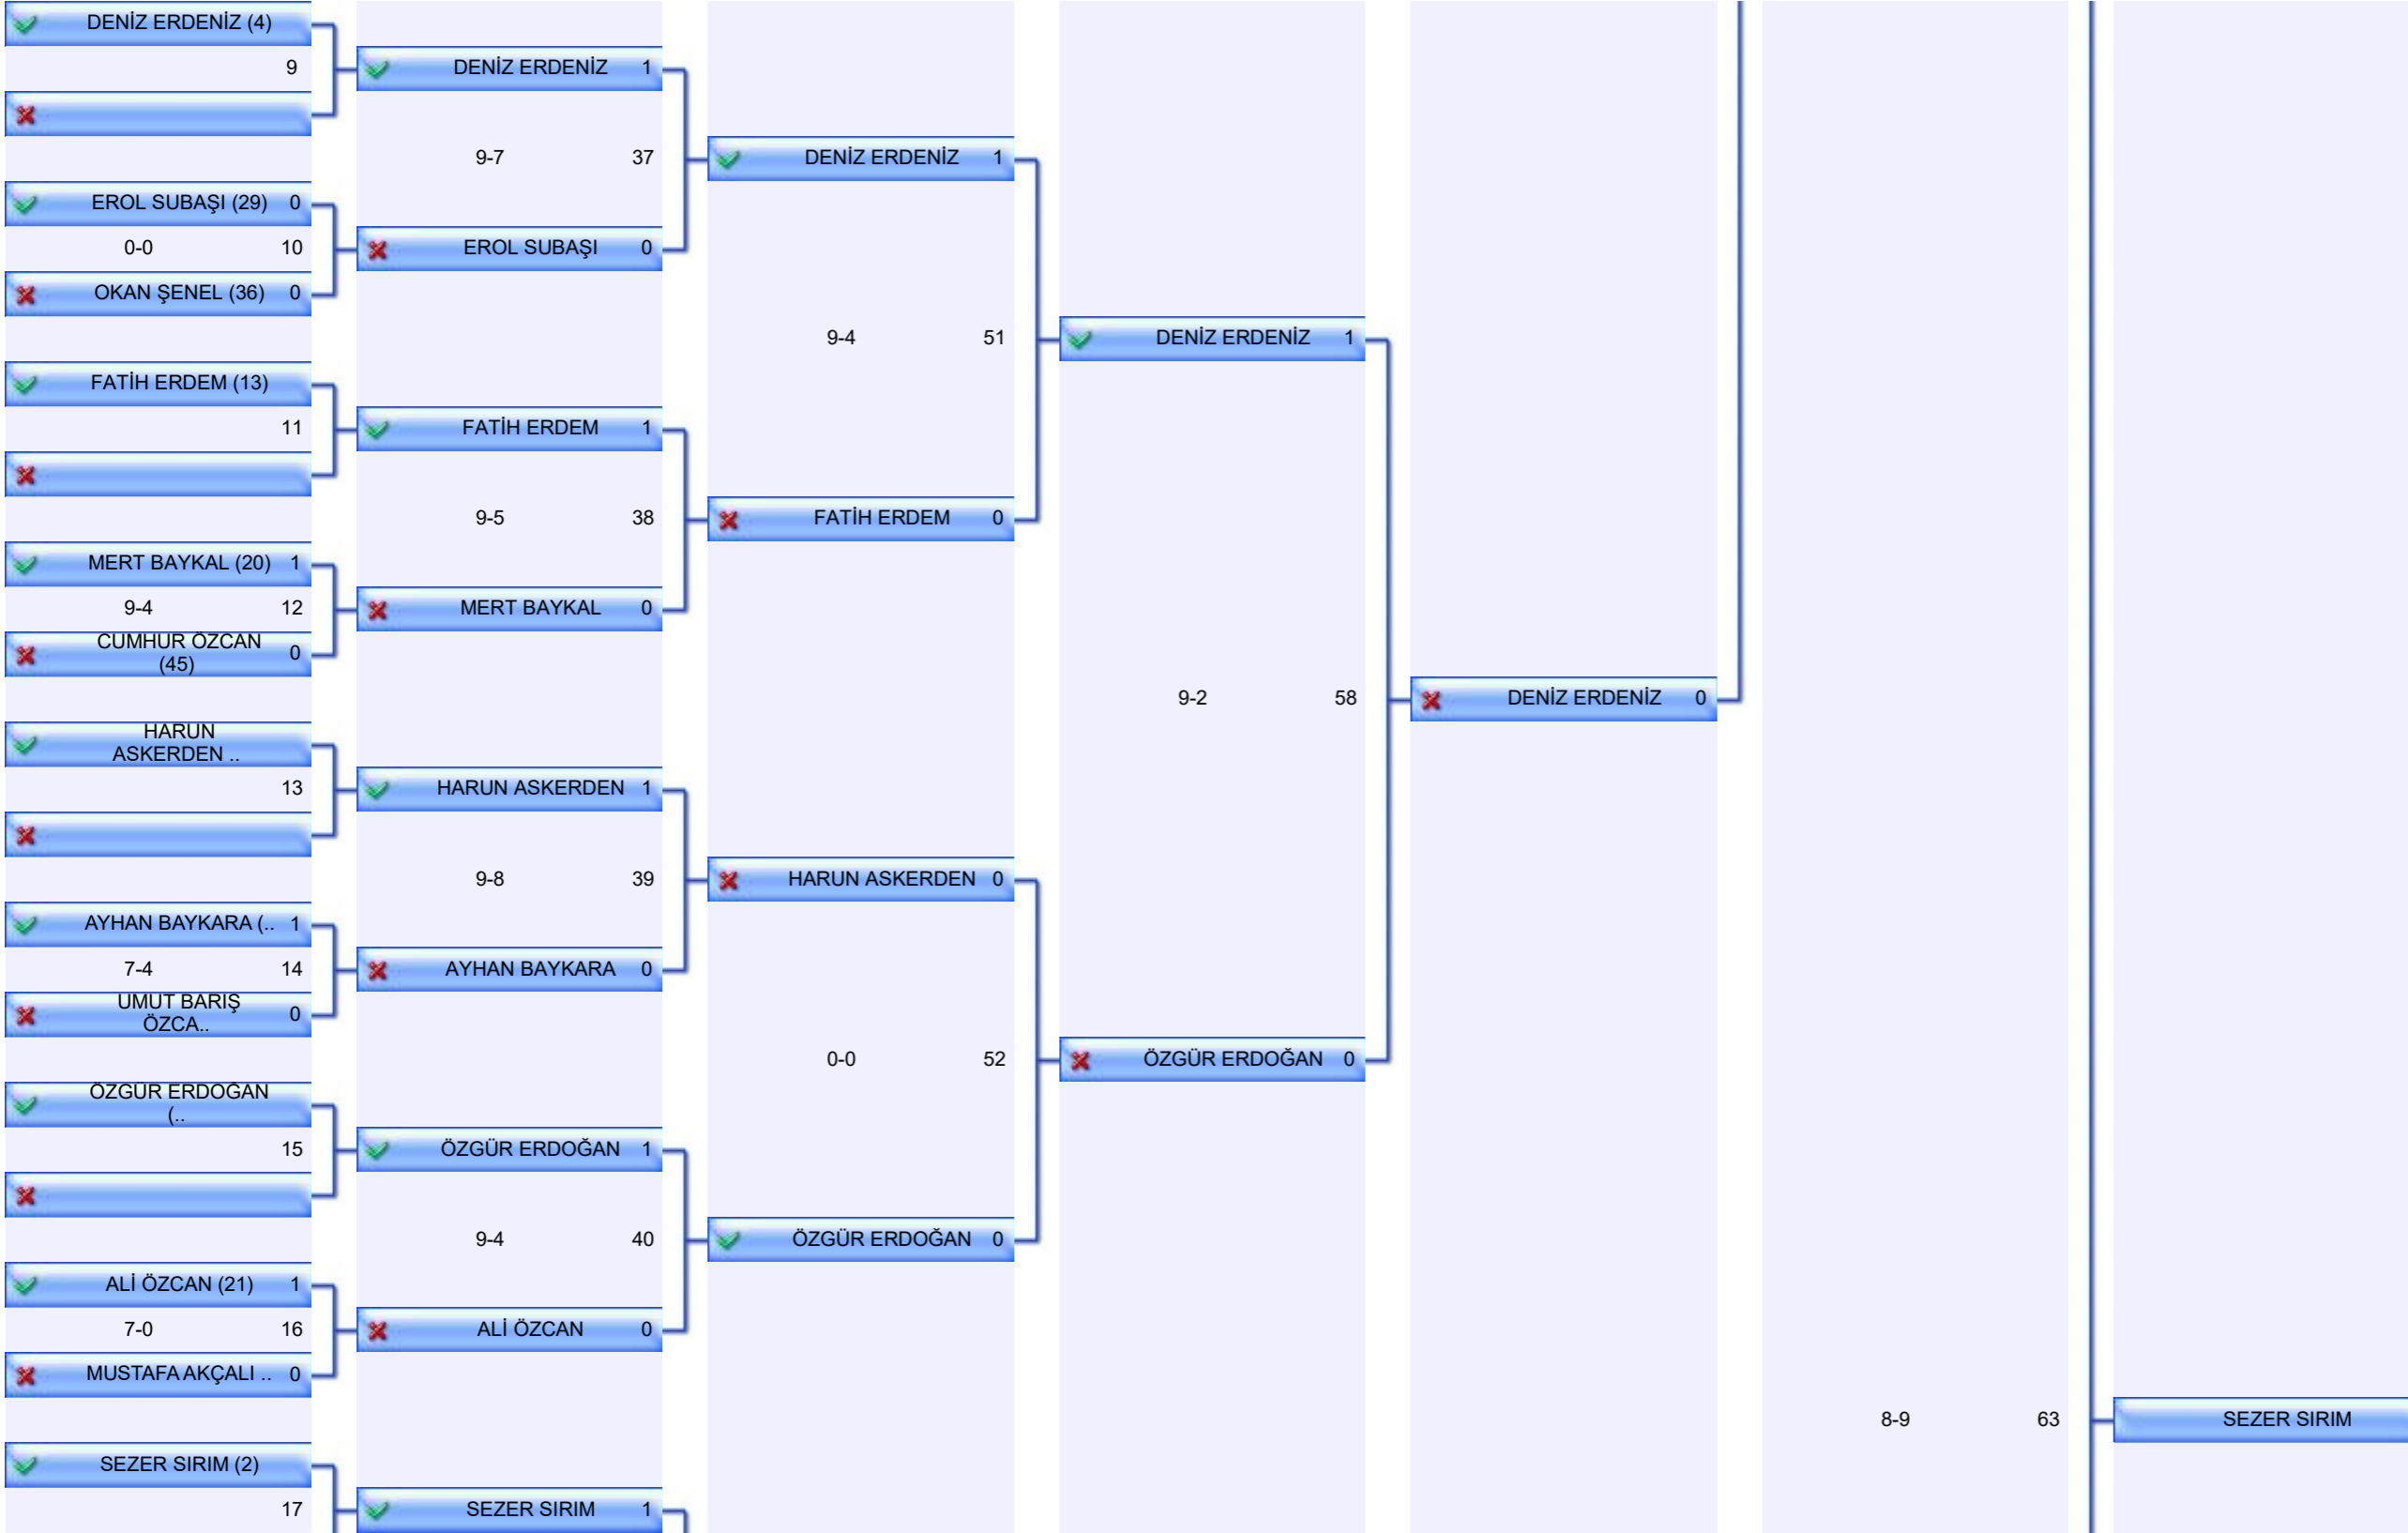 DENİZ ERDENİZ (4)
9
DENİZ ERDENİZ 1
9-7 37
DENİZ ERDENİZ 1
EROL SUBAŞI (29) 0
0-0 10
EROL SUBAŞI 0
OKAN ŞENEL (36) 0
9-4 51
DENİZ ERDENİZ 1
FATİH ERDEM (13)
11
FATİH ERDEM 1
9-5 38
FATİH ERDEM 0
MERT BAYKAL (20) 1
9-4 12
MERT BAYKAL 0
CUMHUR ÖZCAN
(45) 0
9-2 58
DENİZ ERDENİZ 0
HARUN
ASKERDEN ..
13
HARUN ASKERDEN 1
9-8 39
HARUN ASKERDEN 0
AYHAN BAYKARA (.. 1
7-4 14
AYHAN BAYKARA 0
UMUT BARIŞ
ÖZCA.. 0
0-0 52
ÖZGÜR ERDOĞAN 0
ÖZGÜR ERDOĞAN
(..
15
ÖZGÜR ERDOĞAN 1
9-4 40
ÖZGÜR ERDOĞAN 0
ALİ ÖZCAN (21) 1
7-0 16
ALİ ÖZCAN 0
MUSTAFA AKÇALI .. 0
8-9 63
SEZER SIRIM
SEZER SIRIM (2)
17
SEZER SIRIM 1